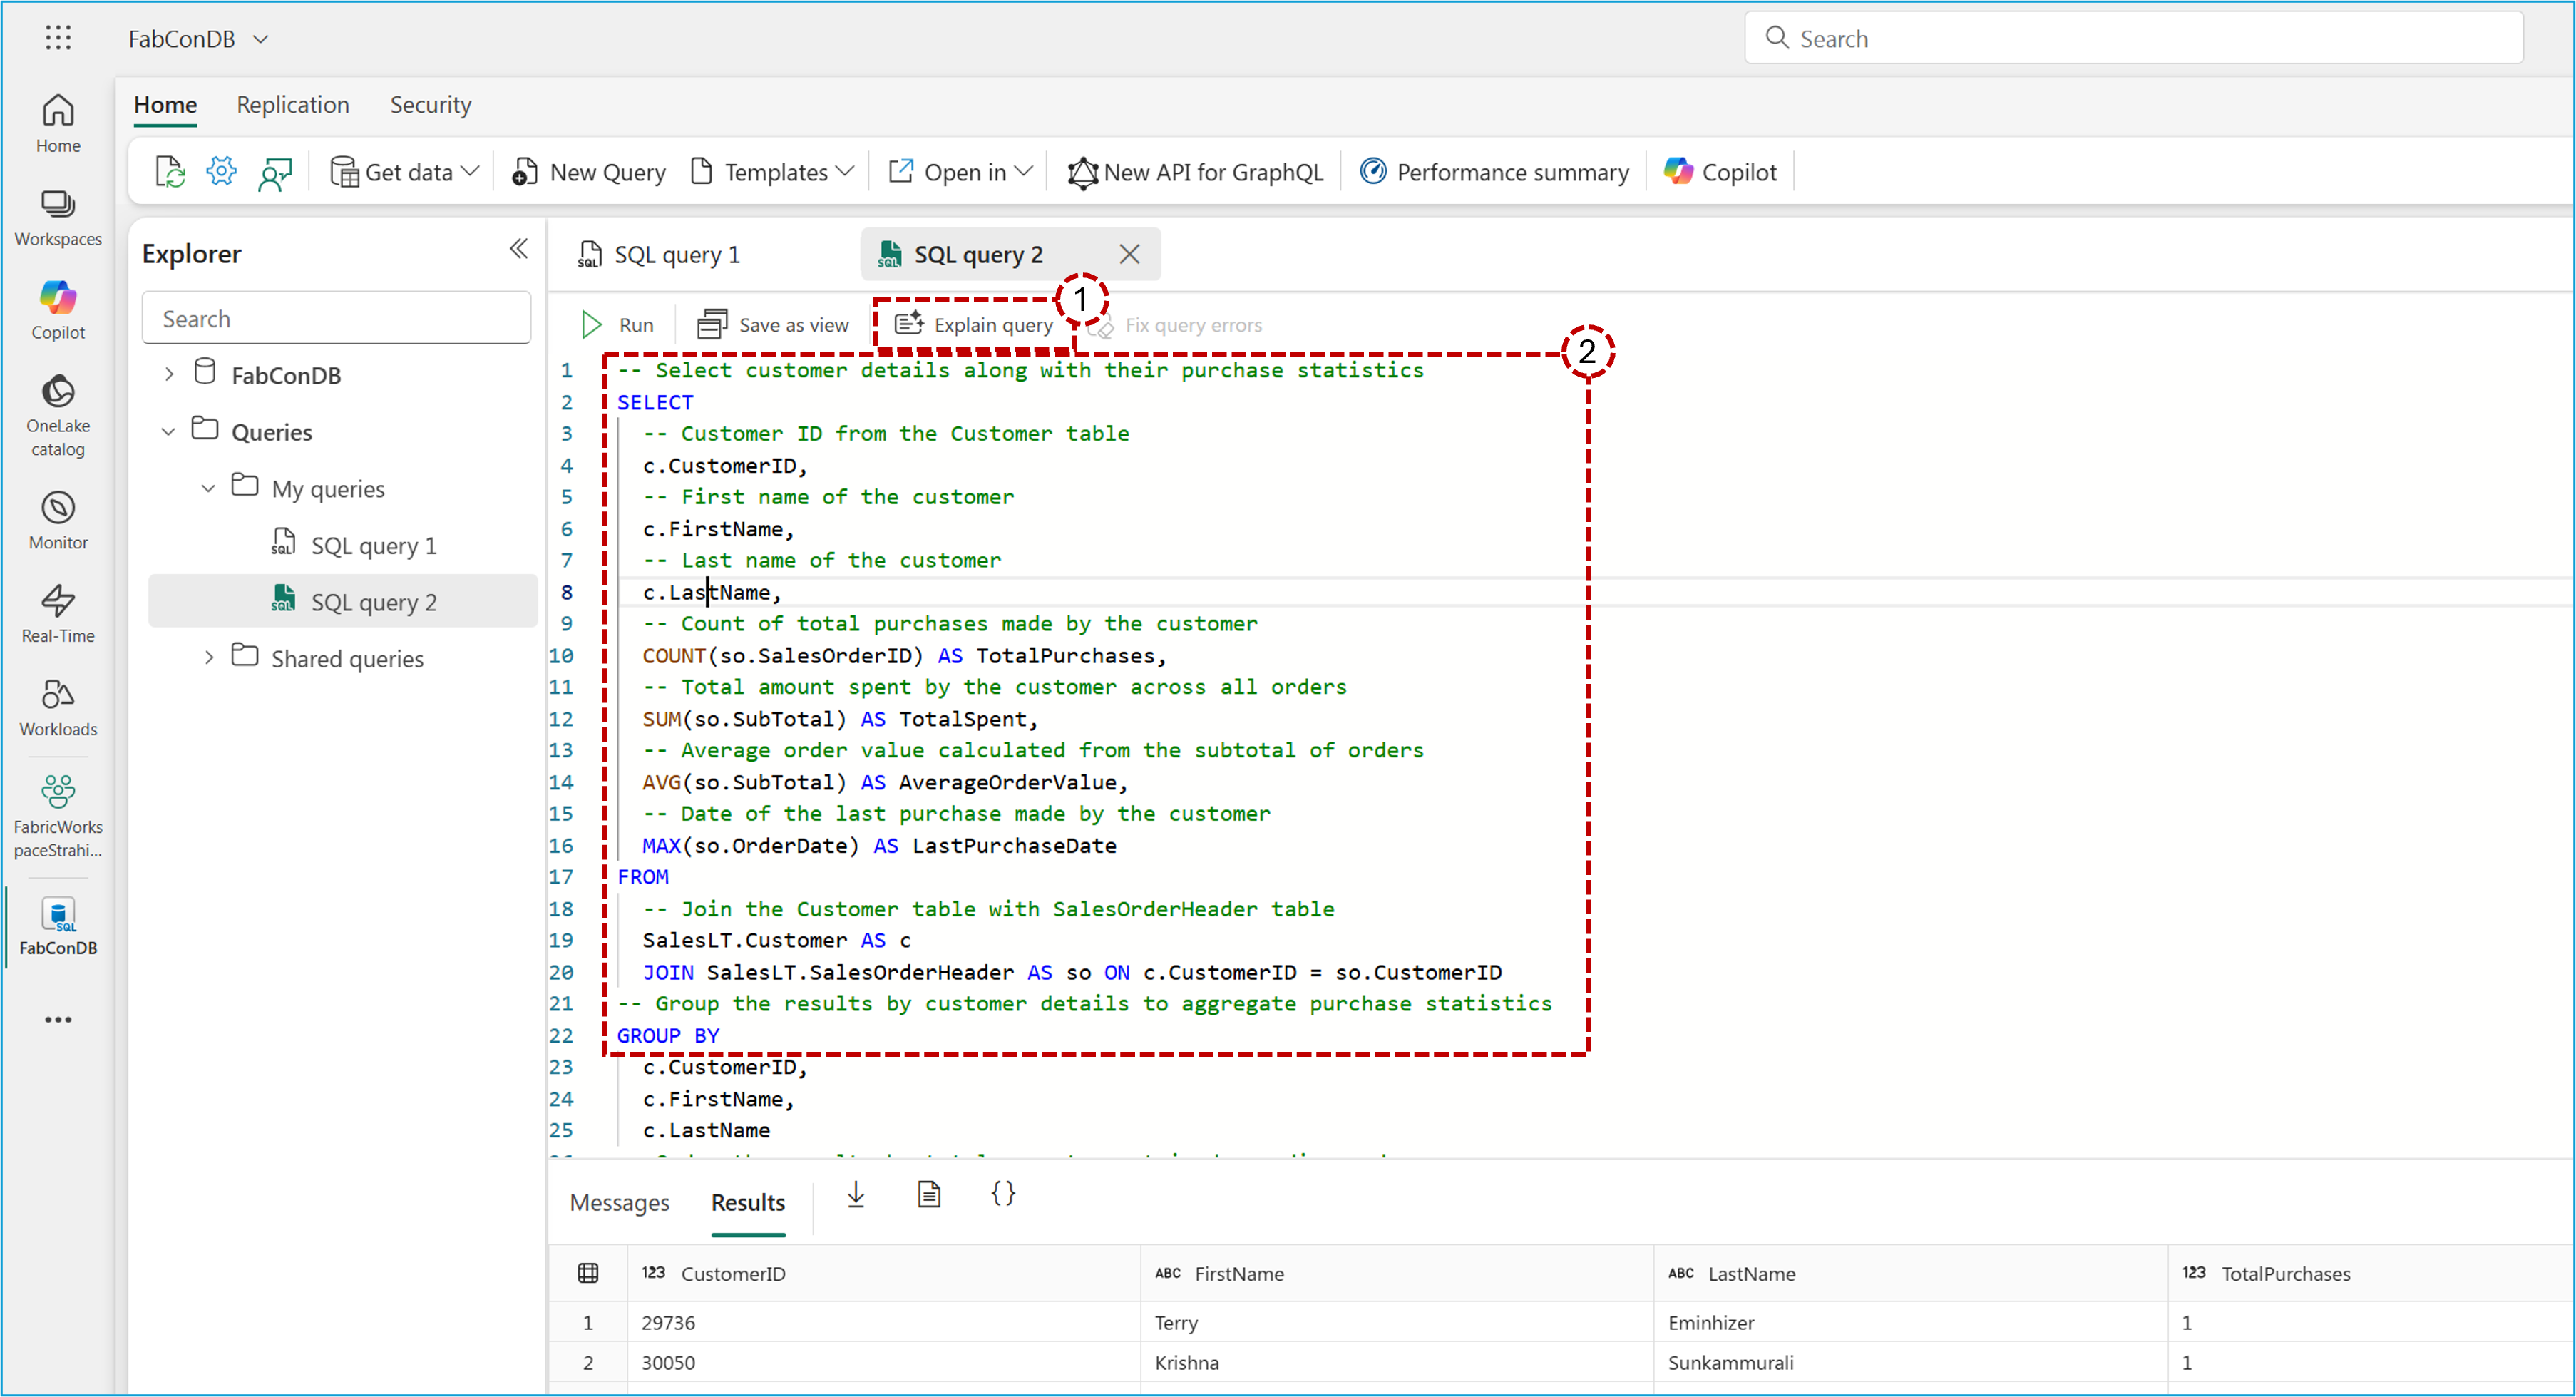 FabConDB
Search
Home Replication Security
Get data New Query Templates Open in New API for GraphQL Performance summary Copilot
Home
Workspaces
Copilot
OneLake
catalog
Monitor
Real-Time
Workloads
FabricWorks
paceStrahi...
FabConDB
Explorer
Search
FabConDB
Queries
My queries
SQL query 1
SQL query 2
Shared queries
SQL query 1 SQL query 2
Run Save as view Explain query Fix query errors
1
2
1 -- Select customer details along with their purchase statistics
2 SELECT
3 -- Customer ID from the Customer table
4 c.CustomerID,
5 -- First name of the customer
6 c.FirstName,
7 -- Last name of the customer
8 c.LastName,
9 -- Count of total purchases made by the customer
10 COUNT(so.SalesOrderID) AS TotalPurchases,
11 -- Total amount spent by the customer across all orders
12 SUM(so.SubTotal) AS TotalSpent,
13 -- Average order value calculated from the subtotal of orders
14 AVG(so.SubTotal) AS AverageOrderValue,
15 -- Date of the last purchase made by the customer
16 MAX(so.OrderDate) AS LastPurchaseDate
17 FROM
18 -- Join the Customer table with SalesOrderHeader table
19 SalesLT.Customer AS c
20 JOIN SalesLT.SalesOrderHeader AS so ON c.CustomerID = so.CustomerID
21 -- Group the results by customer details to aggregate purchase statistics
22 GROUP BY
23 c.CustomerID,
24 c.FirstName,
25 c.LastName
Messages Results {}
123 CustomerID ABC FirstName ABC LastName 123 TotalPurchases
1 29736 Terry Eminhizer 1
2 30050 Krishna Sunkammurali 1